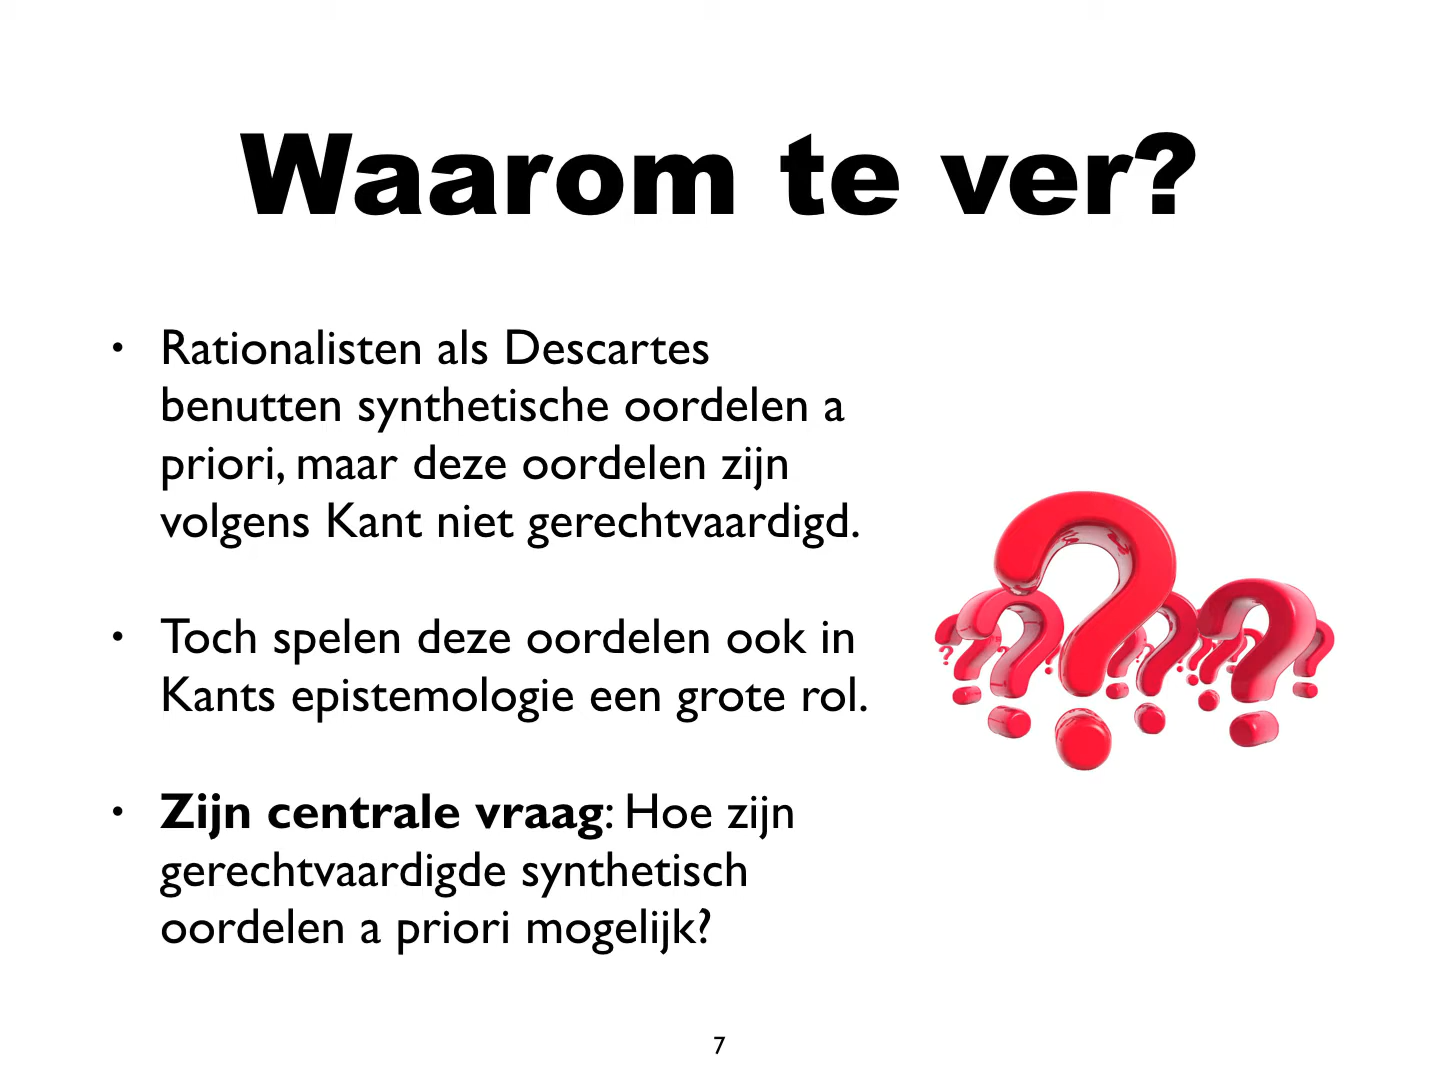 Waarom te ver?
• Rationalisten als Descartes
benutten synthetische oordelen a
priori, maar deze oordelen zijn
volgens Kant niet gerechtvaardigd.
• Toch spelen deze oordelen ook in
Kants epistemologie een grote rol.
• Zijn centrale vraag: Hoe zijn
gerechtvaardigde synthetisch
oordelen a priori mogelijk?
7